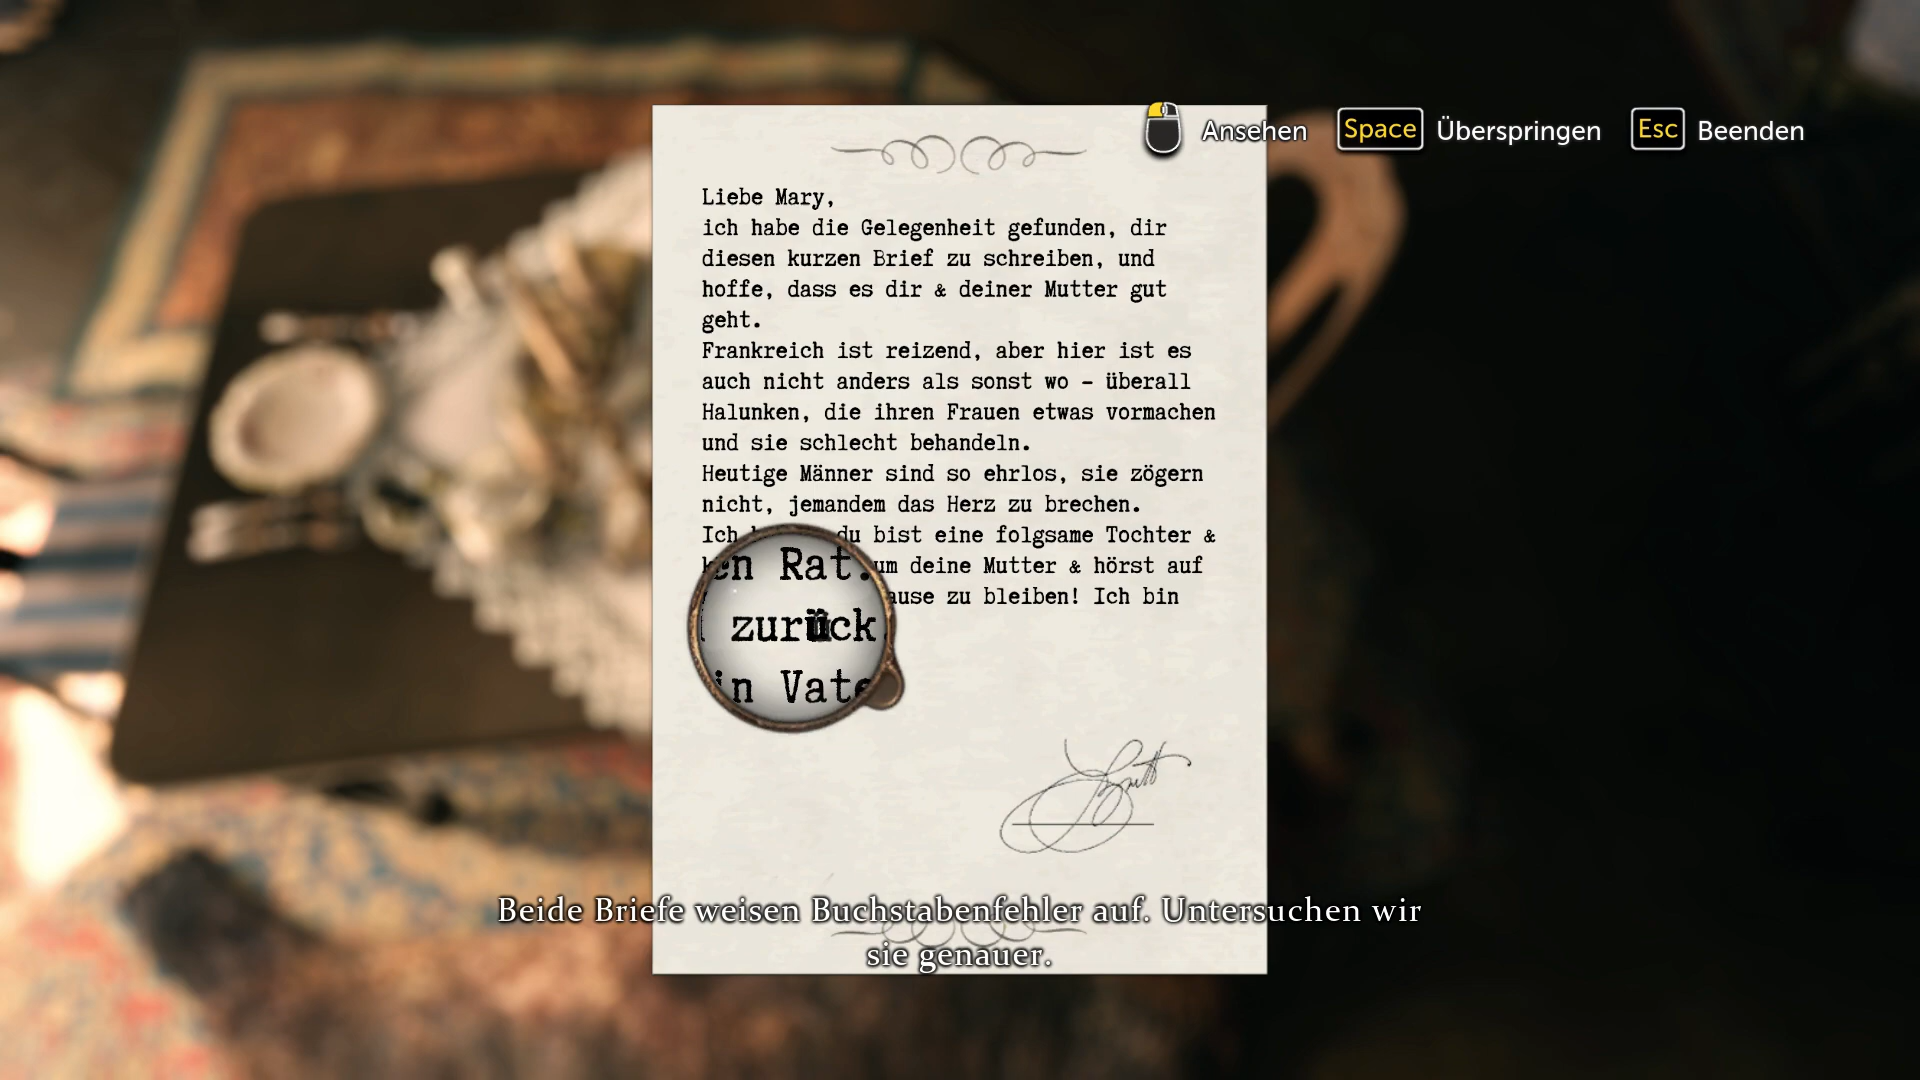 Ansehen Space Überspringen Esc Beenden
Liebe Mary,
ich habe die Gelegenheit gefunden, dir
diesen kurzen Brief zu schreiben, und
hoffe, dass es dir & deiner Mutter gut
geht.
Frankreich ist reizend, aber hier ist es
auch nicht anders als sonst wo – überall
Halunken, die ihren Frauen etwas vormachen
und sie schlecht behandeln.
Heutige Männer sind so ehrlos, sie zögern
nicht, jemandem das Herz zu brechen.
Ich du bist eine folgsame Tochter &
um deine Mutter & hörst auf
ause zu bleiben! Ich bin
en Rat.
zurück
in Vate
Beide Briefe weisen Buchstabenfehler auf. Untersuchen wir
sie genauer.